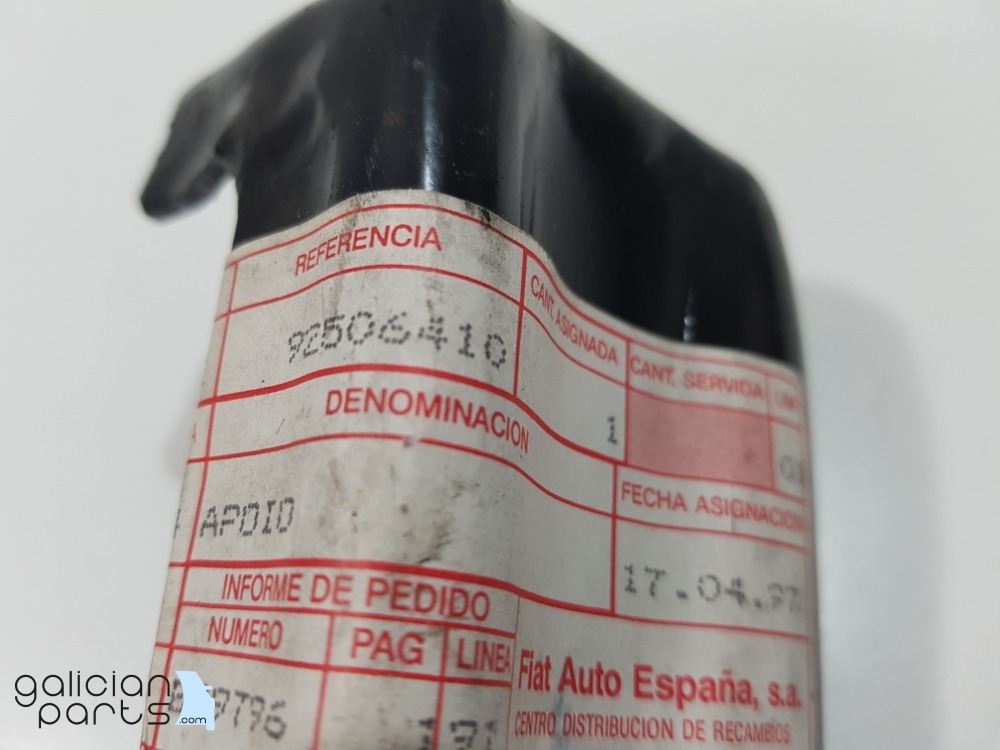 REFERENCIA
CANT. ASIGNADA
CANT. SERVIDA
92506410
1
DENOMINACION
FECHA ASIGNACION
APOIO
17.04.97
INFORME DE PEDIDO
NUMERO
PAG
LINEA
Fiat Auto España, s.a.
CENTRO DISTRIBUCION DE RECAMBIOS
galician
parts.com